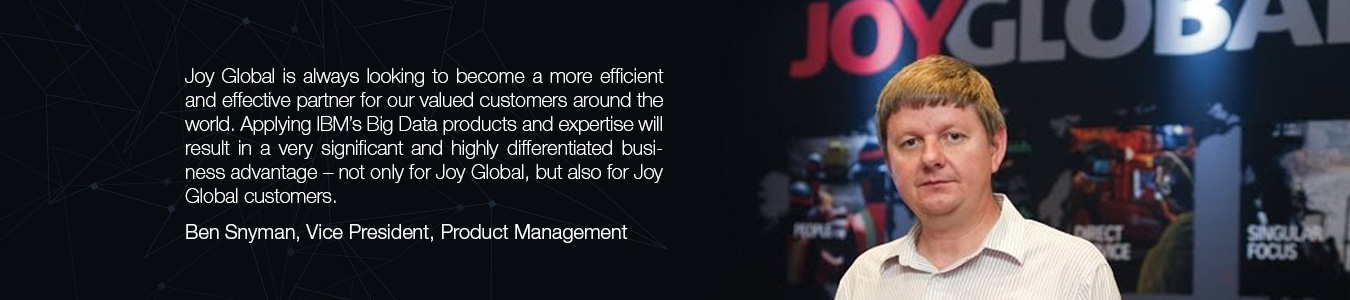 Joy Global is always looking to become a more efficient
and effective partner for our valued customers around the
world. Applying IBM's Big Data products and expertise will
result in a very significant and highly differentiated busi-
ness advantage – not only for Joy Global, but also for Joy
Global customers.
Ben Snyman, Vice President, Product Management
JOYGLOBAL
PEOPLE
DIRECT
SINGULAR
FOCUS